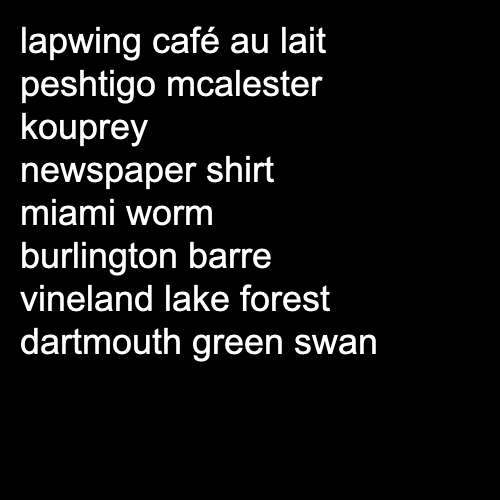 lapwing café au lait
peshtigo mcalester
kouprey
newspaper shirt
miami worm
burlington barre
vineland lake forest
dartmouth green swan